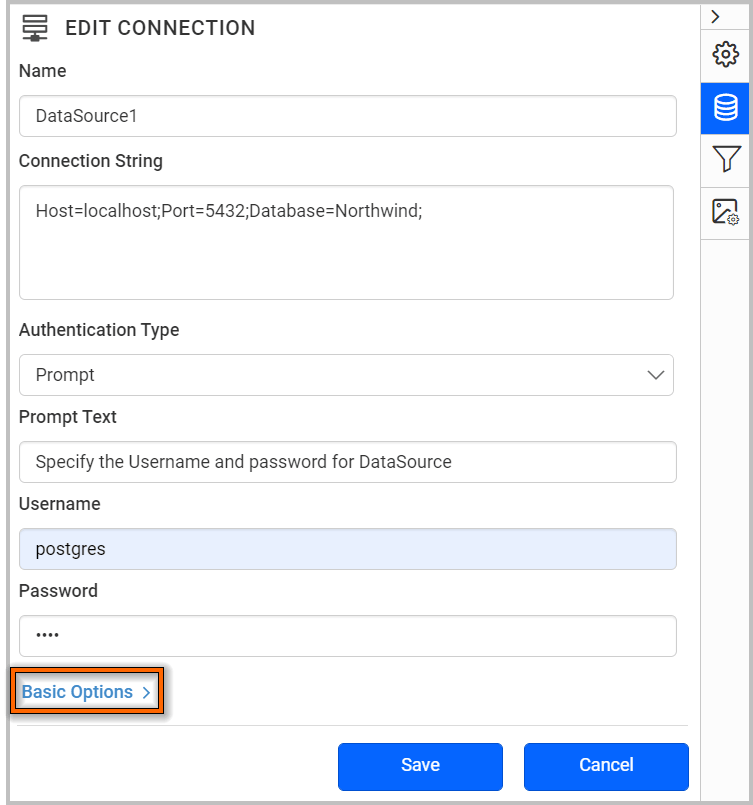 EDIT CONNECTION
Name
DataSource1
Connection String
Host=localhost;Port=5432;Database=Northwind;
Authentication Type
Prompt
Prompt Text
Specify the Username and password for DataSource
Username
postgres
Password
••••
Basic Options
Save
Cancel